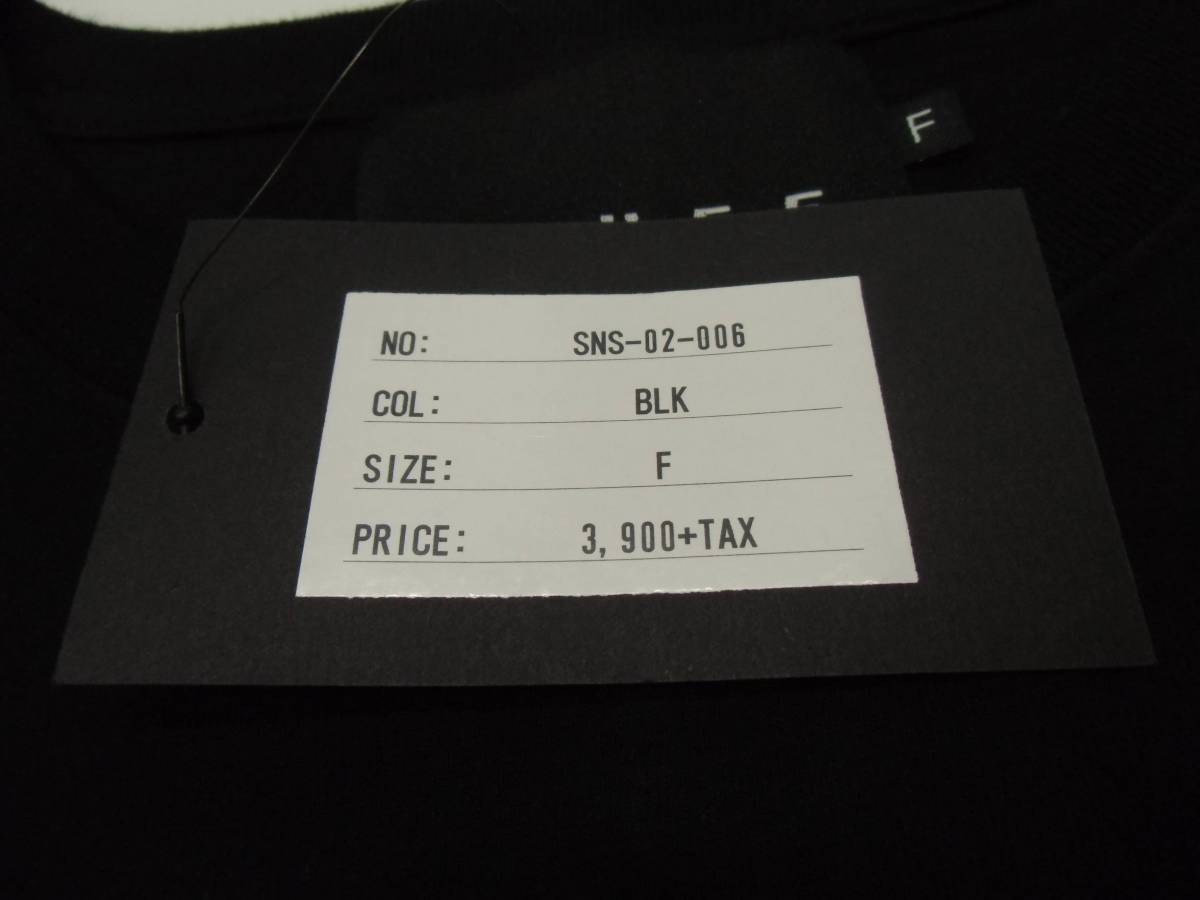 F
NO: SNS-02-006
COL: BLK
SIZE: F
PRICE: 3, 900+TAX